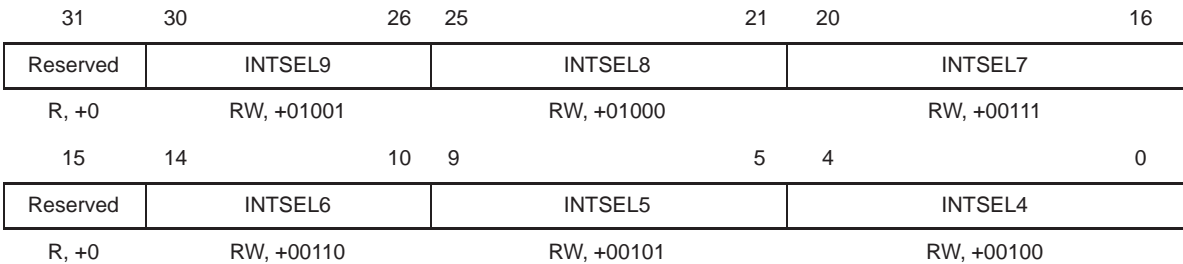 31 30 26 25 21 20 16
Reserved INTSEL9 INTSEL8 INTSEL7
R, +0 RW, +01001 RW, +01000 RW, +00111
15 14 10 9 5 4 0
Reserved INTSEL6 INTSEL5 INTSEL4
R, +0 RW, +00110 RW, +00101 RW, +00100